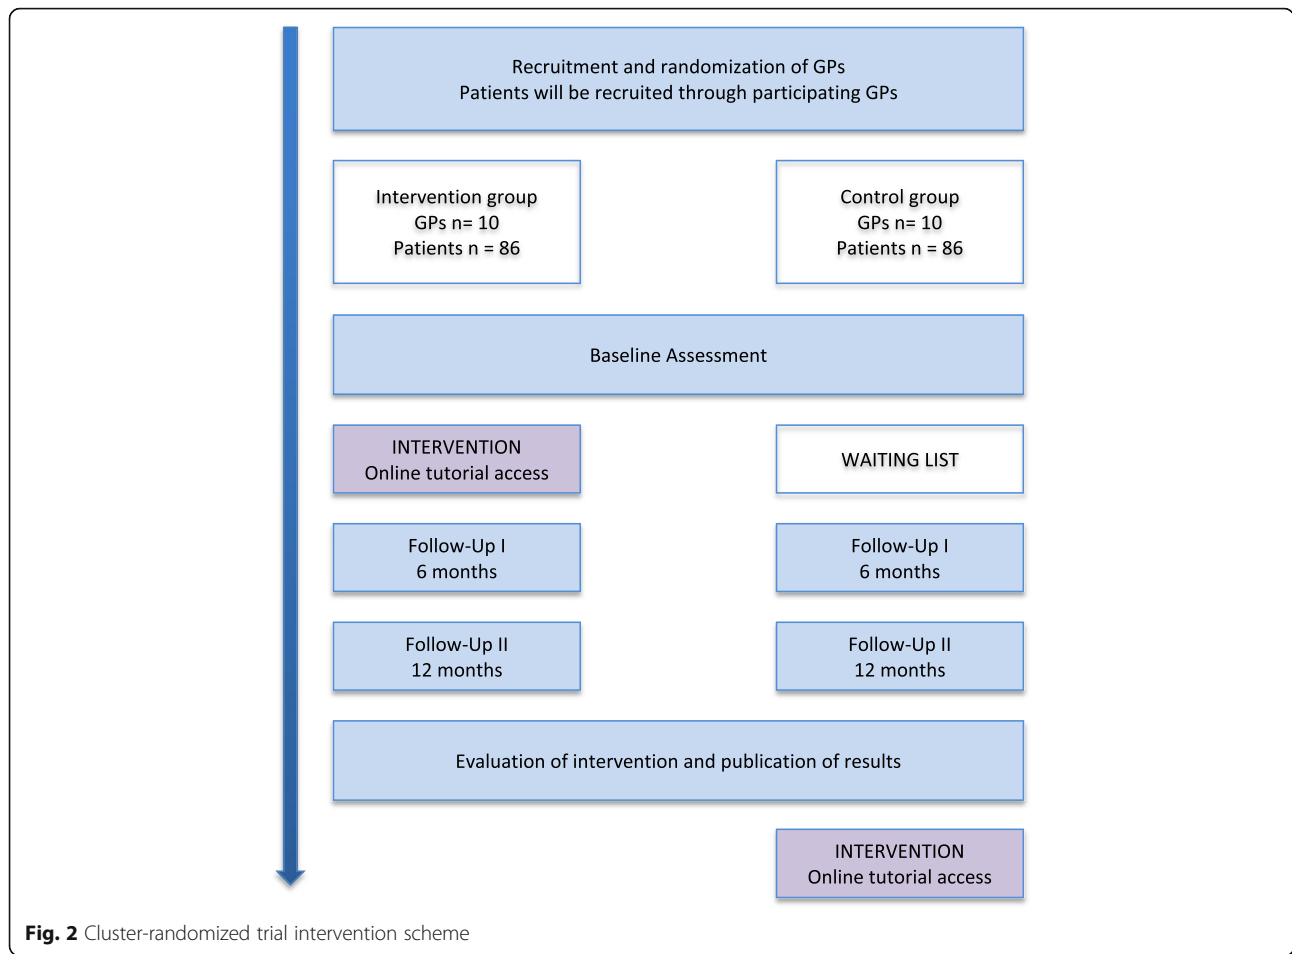 Recruitment and randomization of GPs
Patients will be recruited through participating GPs
Intervention group
GPs n= 10
Patients n = 86
Control group
GPs n= 10
Patients n = 86
Baseline Assessment
INTERVENTION
Online tutorial access
WAITING LIST
Follow-Up I
6 months
Follow-Up I
6 months
Follow-Up II
12 months
Follow-Up II
12 months
Evaluation of intervention and publication of results
INTERVENTION
Online tutorial access
Fig. 2 Cluster-randomized trial intervention scheme